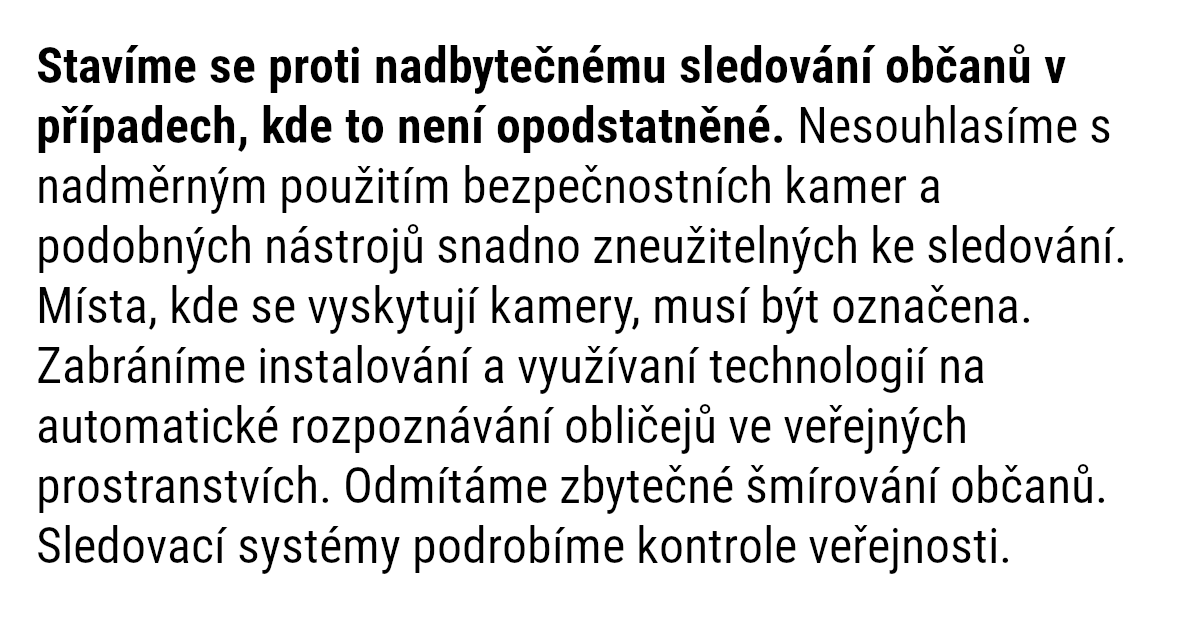 Stavíme se proti nadbytečnému sledování občanů v
případech, kde to není opodstatněné. Nesouhlasíme s
nadměrným použitím bezpečnostních kamer a
podobných nástrojů snadno zneužitelných ke sledování.
Místa, kde se vyskytují kamery, musí být označena.
Zabráníme instalování a využívaní technologií na
automatické rozpoznávání obličejů ve veřejných
prostranstvích. Odmítáme zbytečné šmírování občanů.
Sledovací systémy podrobíme kontrole veřejnosti.